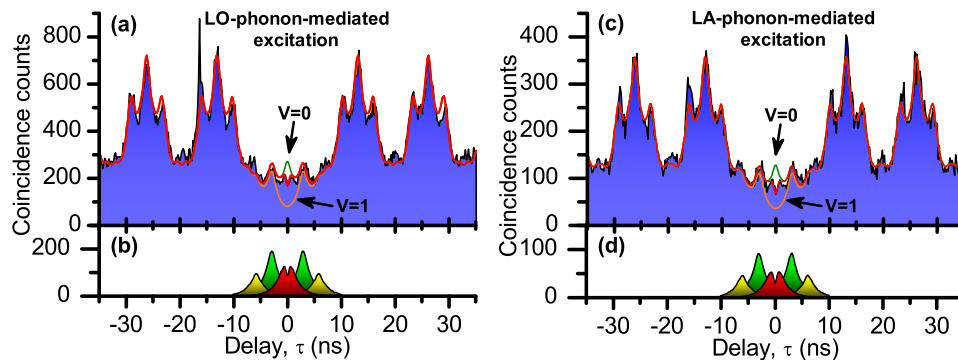 (a)
LO-phonon-mediated
excitation
Coincidence counts
800
600
400
200
0
V=0
V=1
(b)
200
0
-30
-20
-10
0
10
20
30
Delay, τ (ns)
(c)
LA-phonon-mediated
excitation
Coincidence counts
400
300
200
100
0
V=0
V=1
(d)
100
0
-30
-20
-10
0
10
20
30
Delay, τ (ns)